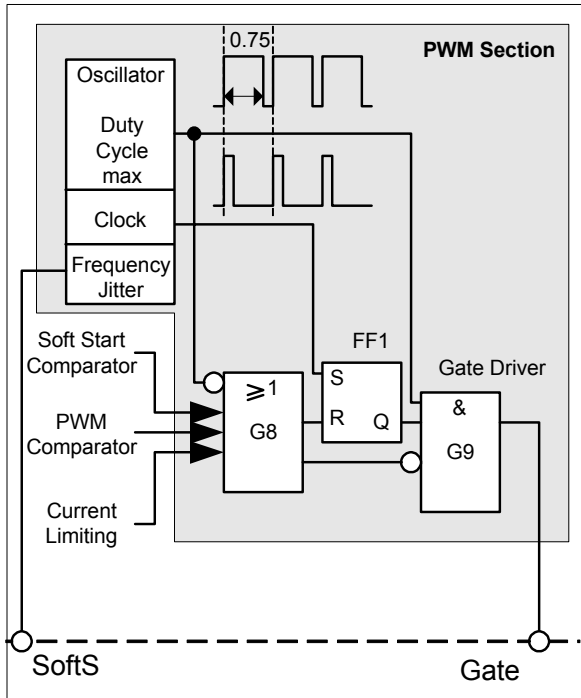 0.75
PWM Section
Oscillator
Duty
Cycle
max
Clock
Frequency
Jitter
Soft Start
Comparator
PWM
Comparator
Current
Limiting
≥1
G8
FF1
S
R
Q
Gate Driver
&
G9
SoftS
Gate